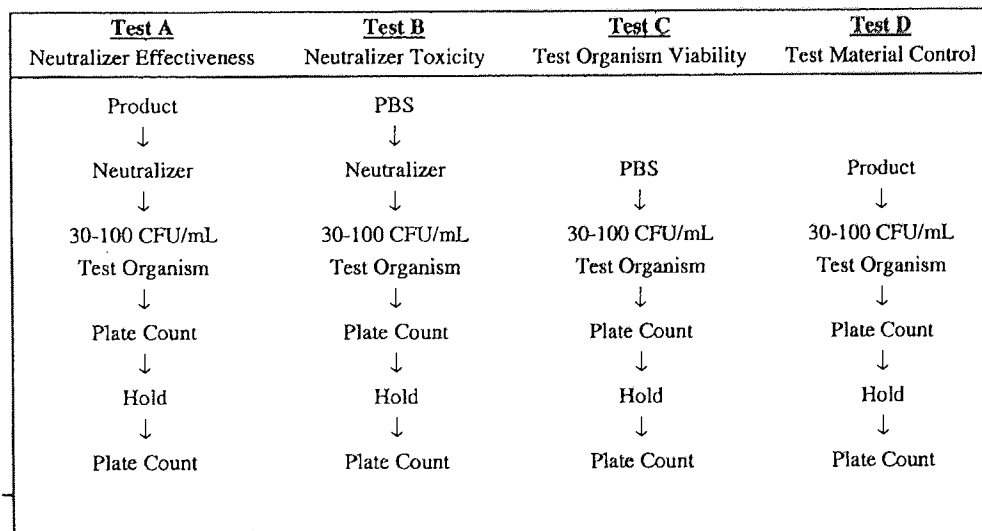 Test A Test B Test C Test D
Neutralizer Effectiveness Neutralizer Toxicity Test Organism Viability Test Material Control
Product PBS
↓ ↓
Neutralizer Neutralizer PBS Product
↓ ↓ ↓ ↓
30-100 CFU/mL 30-100 CFU/mL 30-100 CFU/mL 30-100 CFU/mL
Test Organism Test Organism Test Organism Test Organism
↓ ↓ ↓ ↓
Plate Count Plate Count Plate Count Plate Count
↓ ↓ ↓ ↓
Hold Hold Hold Hold
↓ ↓ ↓ ↓
Plate Count Plate Count Plate Count Plate Count